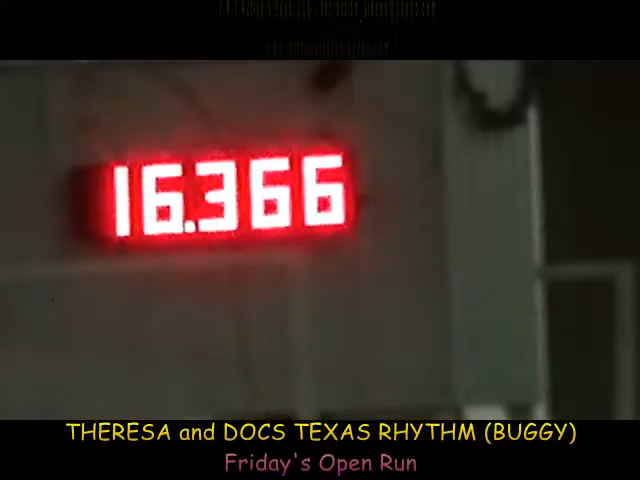 16.366
THERESA and DOCS TEXAS RHYTHM (BUGGY)
Friday's Open Run